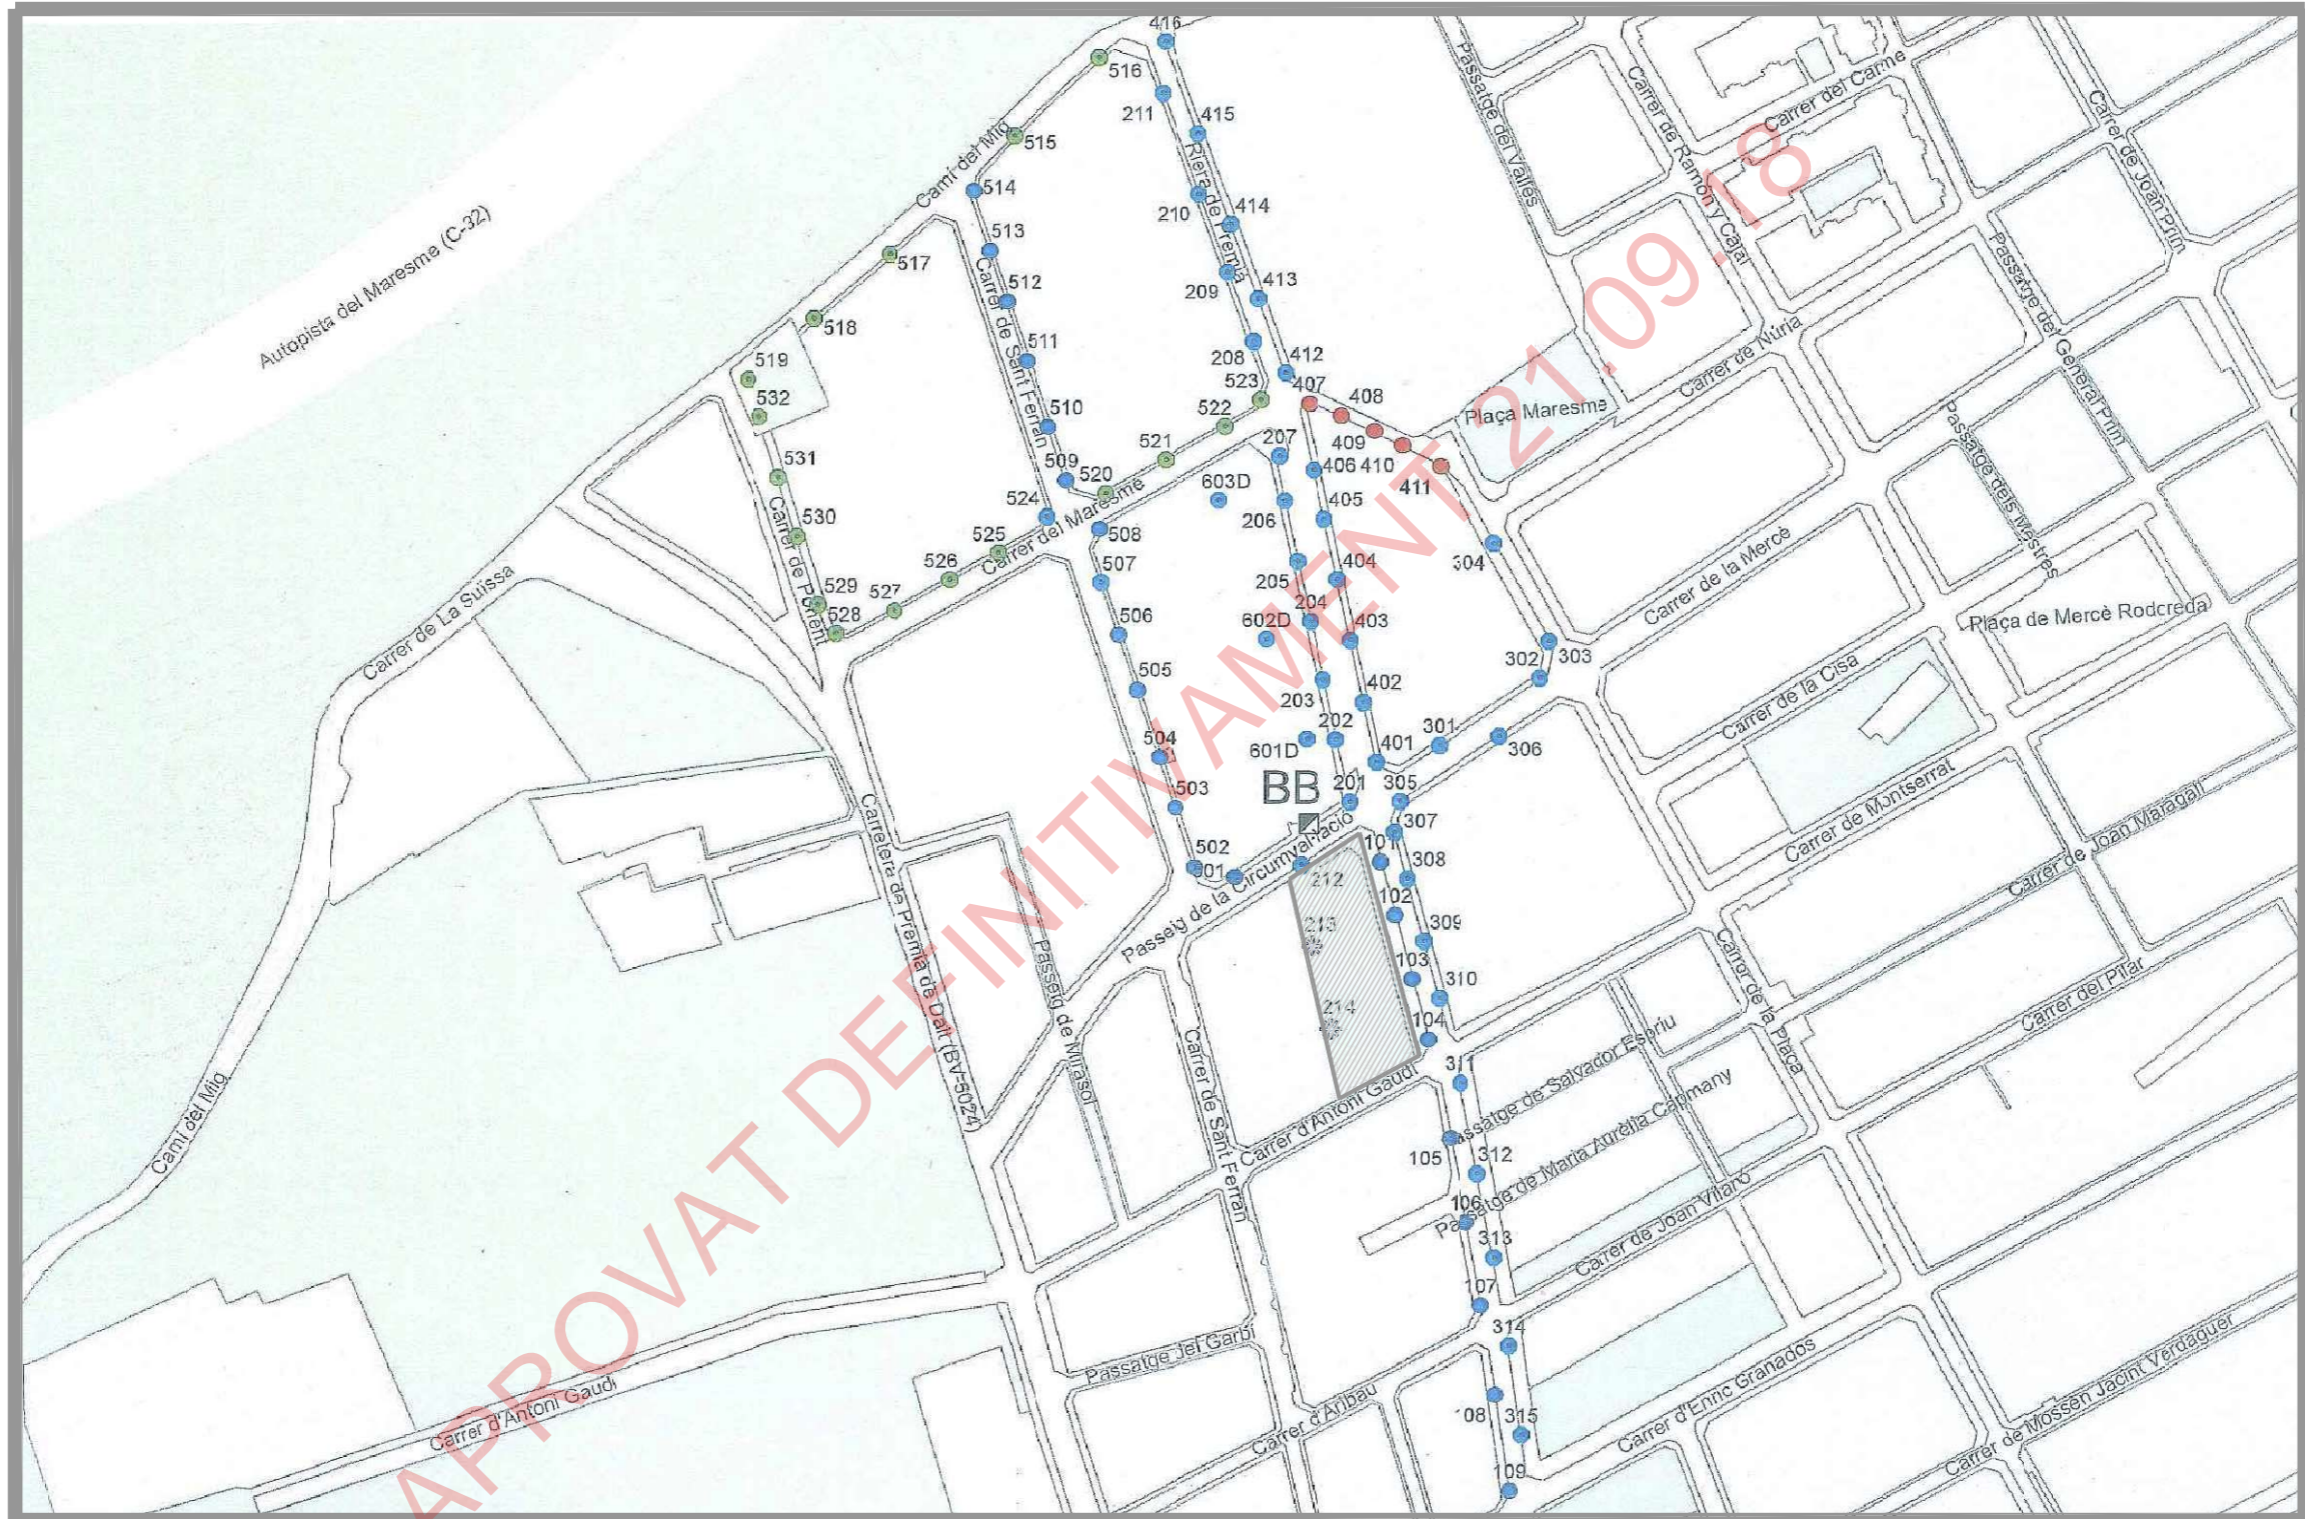 416
516
211
415
515
Camí del Mig
514
210
Riera de Premià
414
513
517
512
209
413
Carrer de Sant Ferran
518
511
208
412
519
523
407
408
532
510
522
409
410
411
521
207
406
531
509
520
603D
405
524
206
530
525
Carrer del Maresme
508
526
404
304
507
205
529
527
204
528
Carrer de Ponent
506
602D
403
302
303
505
203
402
202
301
306
504
601D
401
BB
201
305
503
307
502
501
101
308
212
102
213
309
103
310
214
104
311
105
312
106
313
107
314
108
315
109
Autopista del Maresme (C-32)
Carrer de La Suïssa
Camí del Mig
Carretera de Premià de Dalt (BV-5024)
Passeig de Mirasol
Passeig de la Circumval·lació
Carrer de Sant Ferran
Carrer d'Antoni Gaudí
Carrer d'Antoni Gaudí
Passatge del Garbí
Carrer d'Aribau
Passatge del Vallès
Carrer de Ramon y Cajal
Carrer del Carme
Carrer de Joan Prim
Passatge del General Prim
Carrer de Núria
Plaça Maresme
Passatge dels Mestres
Carrer de la Mercè
Plaça de Mercè Rodoreda
Carrer de la Cisa
Carrer de Montserrat
Carrer de Joan Maragall
Carrer de la Plaça
Carrer del Pilar
Passatge de Salvador Espriu
Passatge de Maria Aurèlia Capmany
Carrer de Joan Vilaró
Carrer d'Enric Granados
Carrer de Mossèn Jacint Verdaguer
APROVAT DEFINITIVAMENT 21.09.18